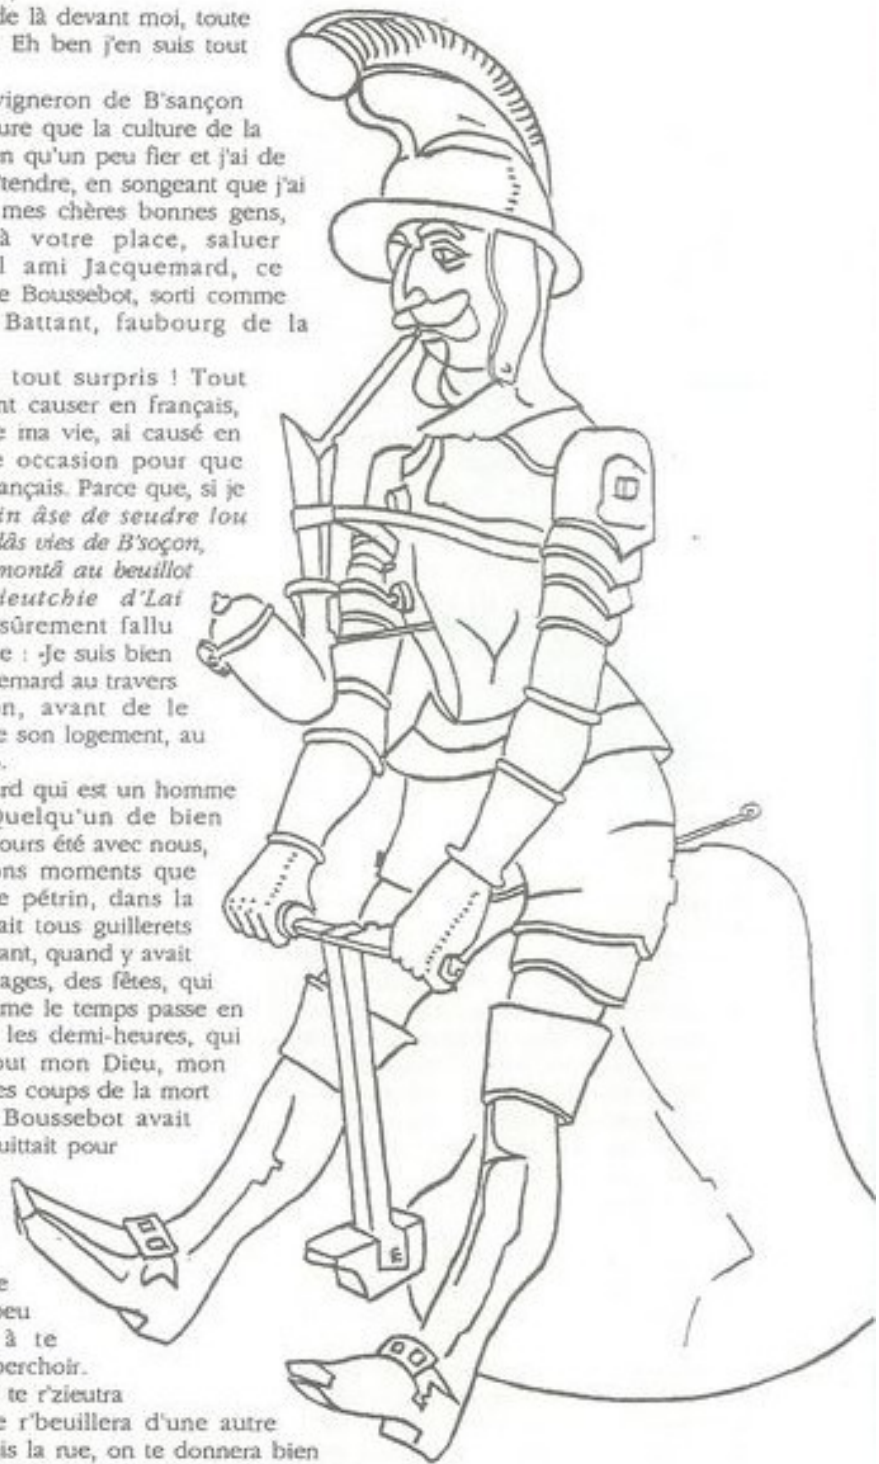 de là devant moi, toute
Eh ben j'en suis tout
vigneron de B'sançon
ure que la culture de la
n qu'un peu fier et j'ai de
'tendre, en songeant que j'ai
mes chères bonnes gens,
à votre place, saluer
l ami Jacquemard, ce
e Boussebot, sorti comme
Battant, faubourg de la
tout surpris ! Tout
nt causer en français,
e ma vie, ai causé en
e occasion pour que
ançais. Parce que, si je
in âse de seudre lou
lâs vies de B'soçon,
montâ au beuillot
ieutchie d'Lai
sûrement fallu
e : «Je suis bien
emard au travers
n, avant de le
e son logement, au
.
rd qui est un homme
Quelqu'un de bien
ours été avec nous,
ons moments que
e pétrin, dans la
ait tous guillerets
ant, quand y avait
ages, des fêtes, qui
me le temps passe en
les demi-heures, qui
out mon Dieu, mon
es coups de la mort
Boussebot avait
uittait pour
e
peu
à te
perchoir.
te r'zieutra
e r'beuillera d'une autre
is la rue, on te donnera bien